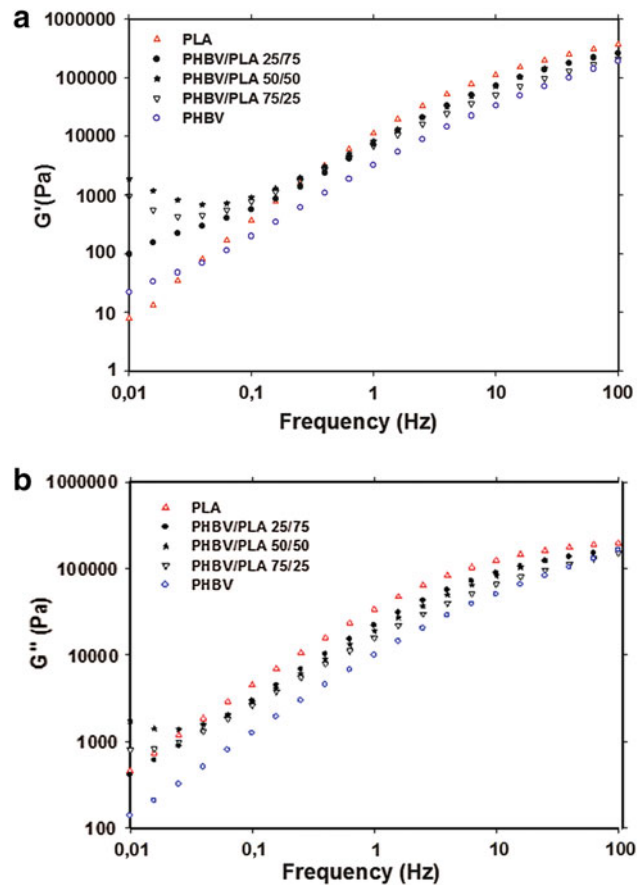 a
1000000
100000
10000
1000
100
10
1
G'(Pa)
PLA
PHBV/PLA 25/75
PHBV/PLA 50/50
PHBV/PLA 75/25
PHBV
0,01
0,1
1
10
100
Frequency (Hz)
b
1000000
100000
10000
1000
100
G" (Pa)
PLA
PHBV/PLA 25/75
PHBV/PLA 50/50
PHBV/PLA 75/25
PHBV
0,01
0,1
1
10
100
Frequency (Hz)